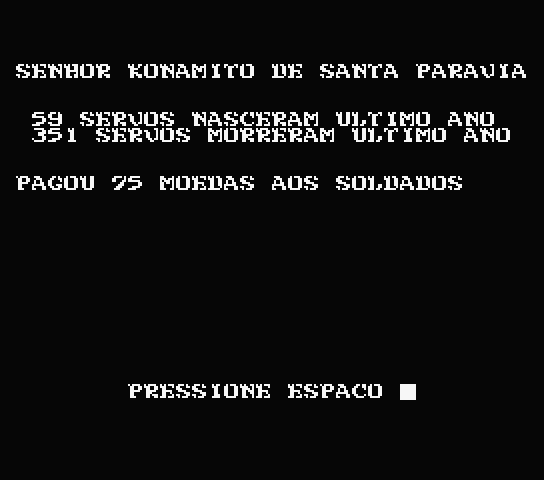 SENHOR KONAMITO DE SANTA PARAVIA
59 SERVOS NASCERAM ULTIMO ANO
351 SERVOS MORRERAM ULTIMO ANO
PAGOU 75 MOEDAS AOS SOLDADOS
PRESSIONE ESPACO